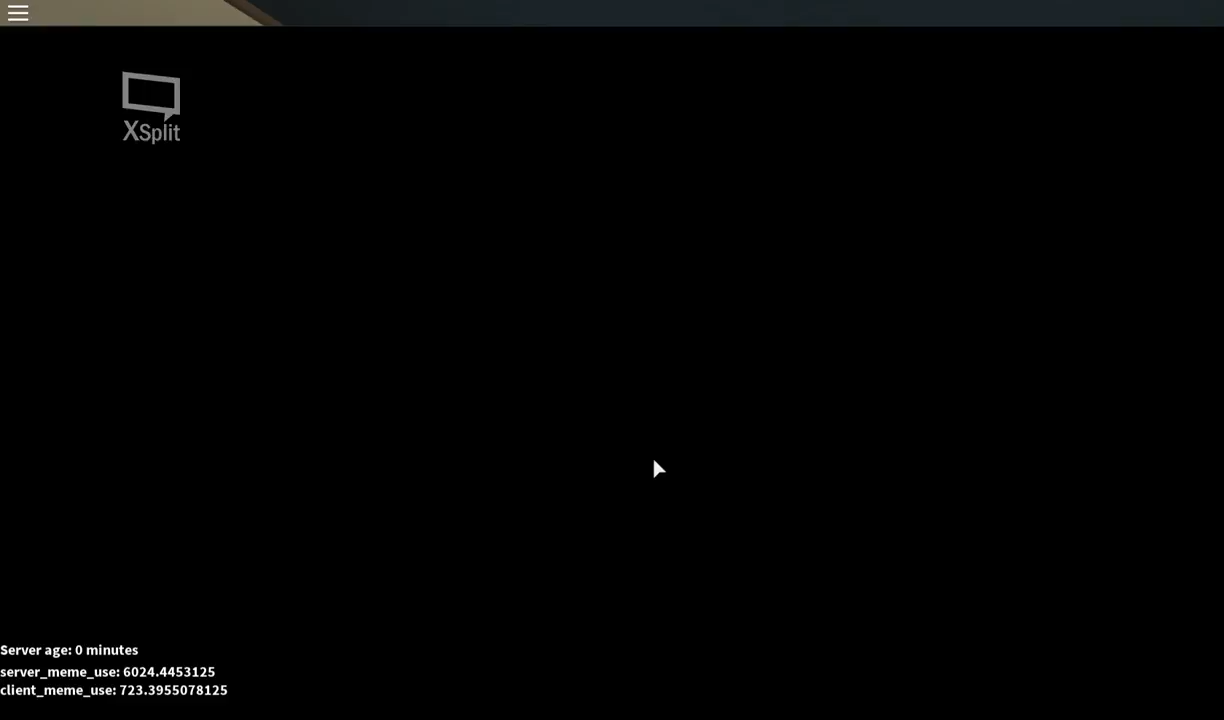 XSplit
Server age: 0 minutes
server_meme_use: 6024.4453125
client_meme_use: 723.3955078125